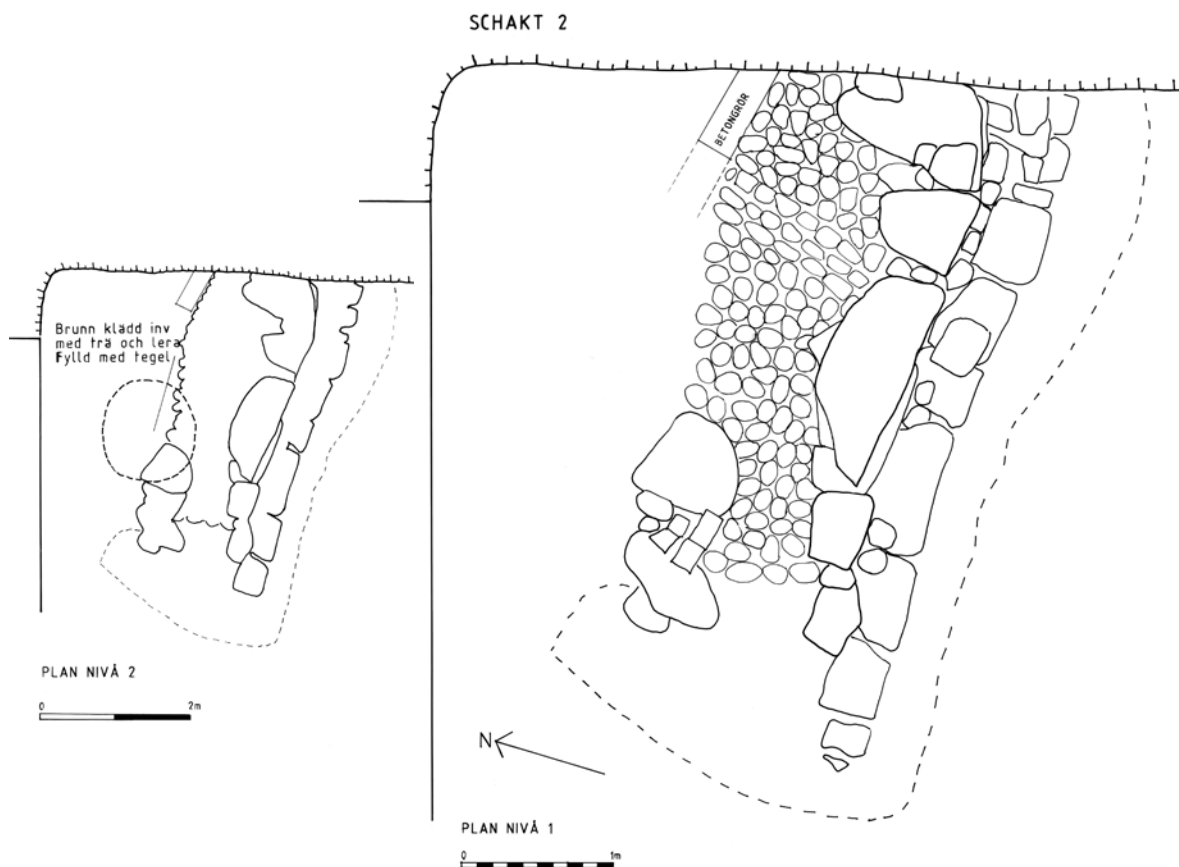 SCHAKT 2
BETONGRÖR
Brunn klädd inv
med trä och lera
Fylld med tegel
PLAN NIVÅ 2
0 2m
N
PLAN NIVÅ 1
0 1m